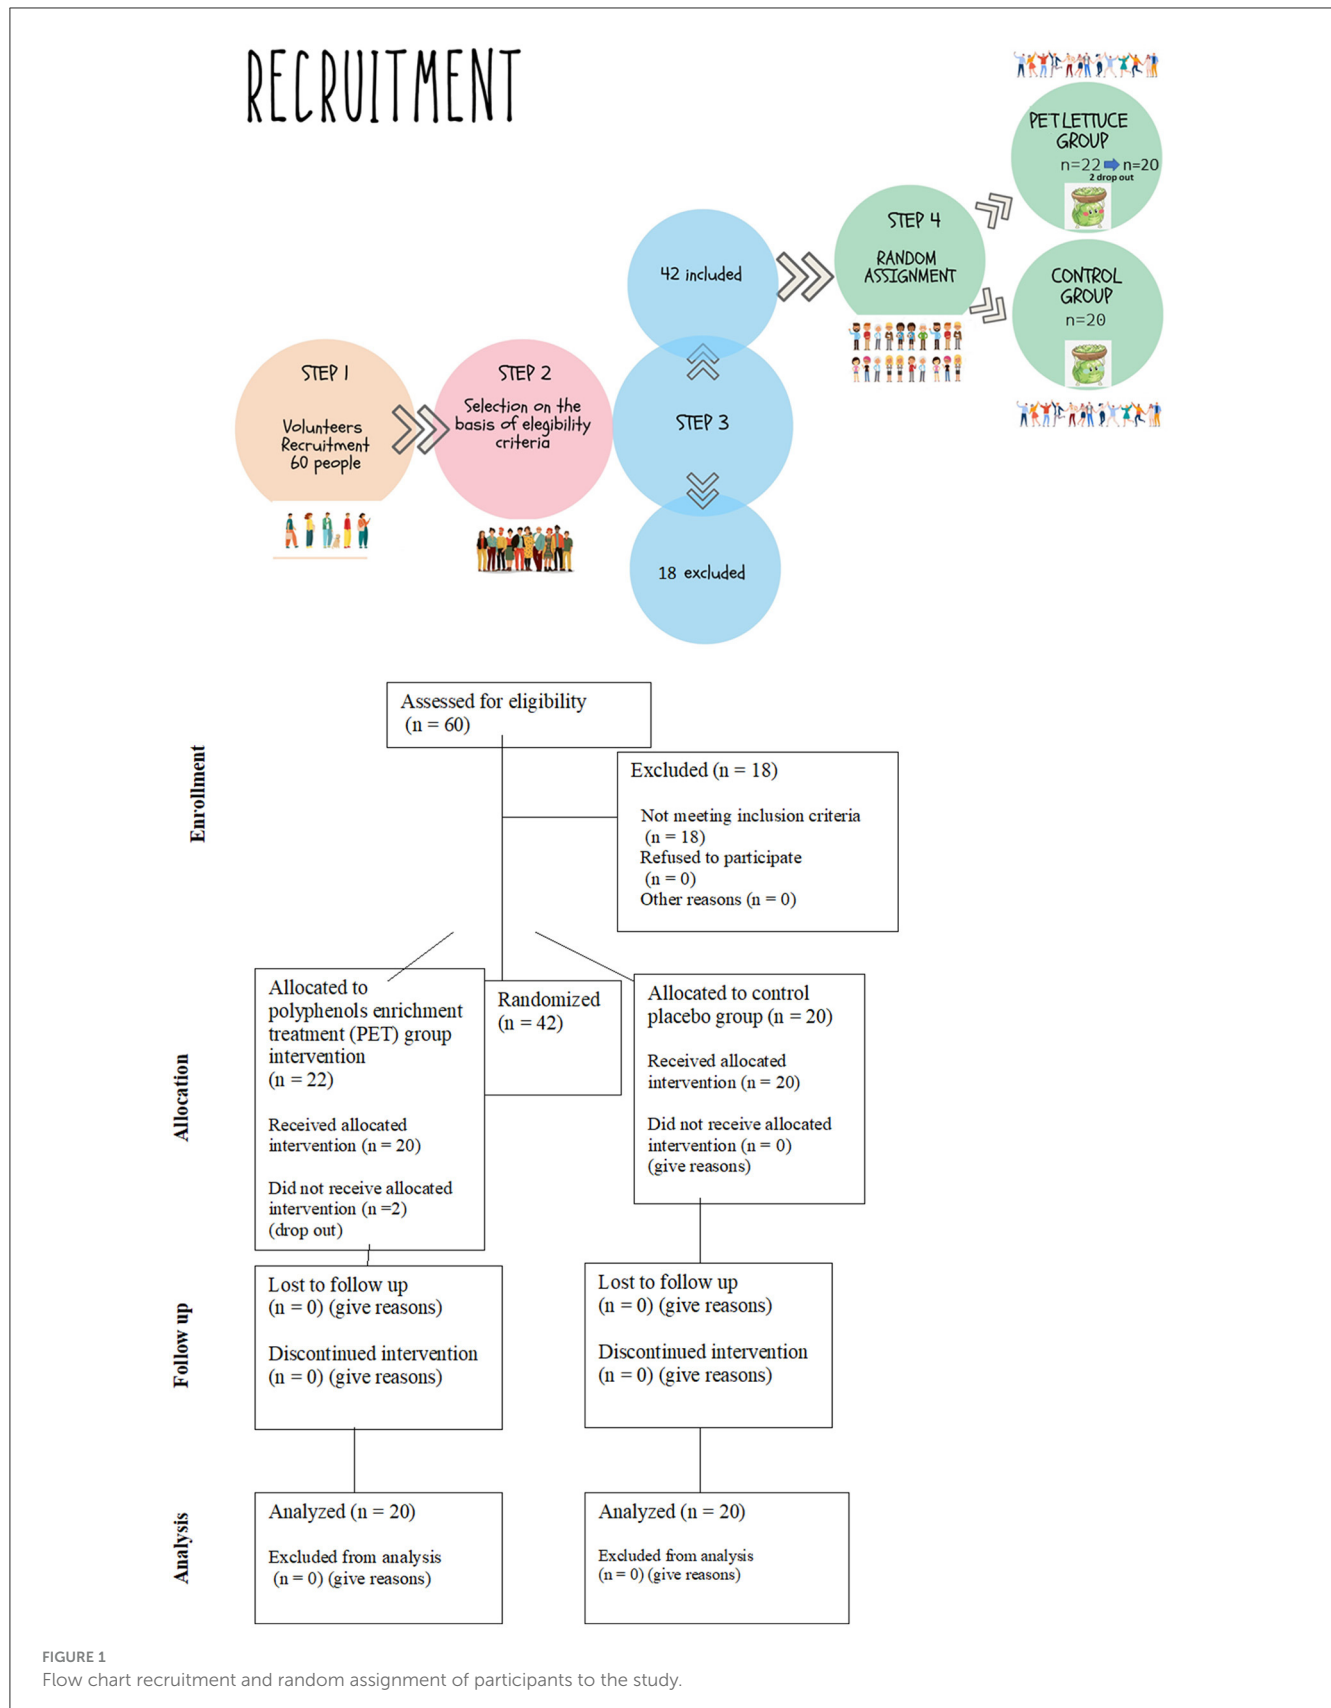 RECRUITMENT
STEP 1
Volunteers
Recruitment
60 people
STEP 2
Selection on the
basis of elegibility
criteria
STEP 3
42 included
18 excluded
STEP 4
RANDOM
ASSIGNMENT
PET LETTUCE
GROUP
n=22 n=20
2 drop out
CONTROL
GROUP
n=20
Enrollment
Assessed for eligibility
(n = 60)
Excluded (n = 18)
Not meeting inclusion criteria
(n = 18)
Refused to participate
(n = 0)
Other reasons (n = 0)
Allocation
Allocated to
polyphenols enrichment
treatment (PET) group
intervention
(n = 22)
Received allocated
intervention (n = 20)
Did not receive allocated
intervention (n =2)
(drop out)
Randomized
(n = 42)
Allocated to control
placebo group (n = 20)
Received allocated
intervention (n = 20)
Did not receive allocated
intervention (n = 0)
(give reasons)
Follow up
Lost to follow up
(n = 0) (give reasons)
Discontinued intervention
(n = 0) (give reasons)
Lost to follow up
(n = 0) (give reasons)
Discontinued intervention
(n = 0) (give reasons)
Analysis
Analyzed (n = 20)
Excluded from analysis
(n = 0) (give reasons)
Analyzed (n = 20)
Excluded from analysis
(n = 0) (give reasons)
FIGURE 1
Flow chart recruitment and random assignment of participants to the study.